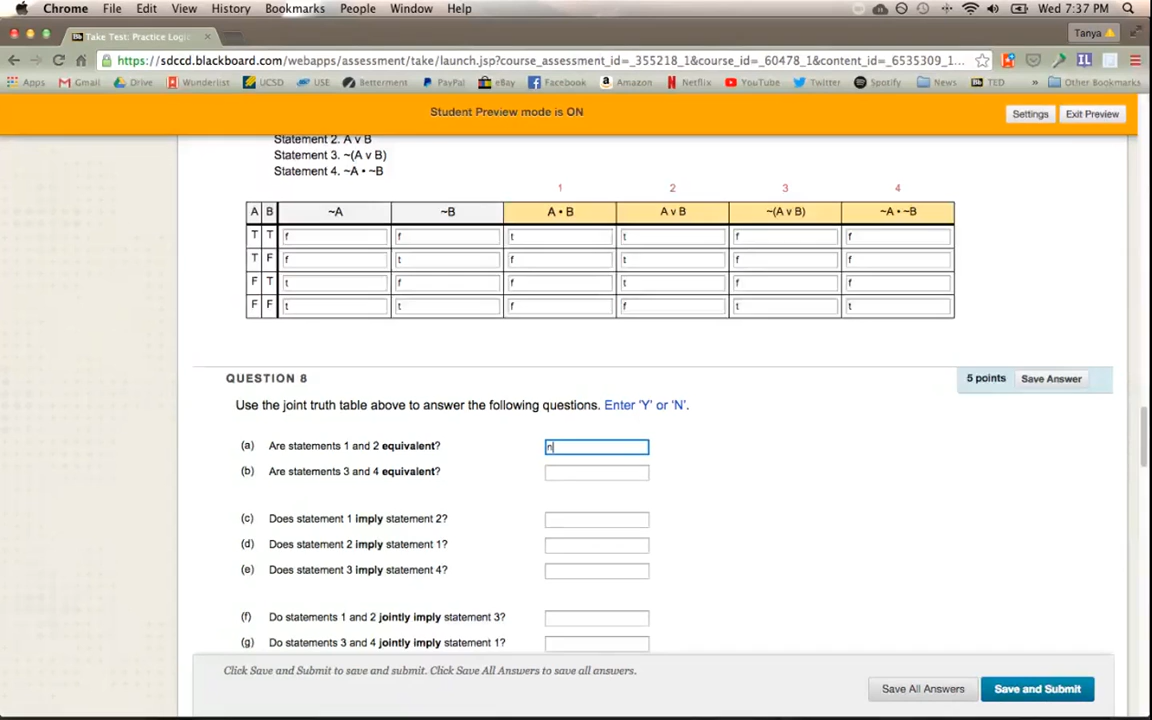 Chrome File Edit View History Bookmarks People Window Help Wed 7:37 PM
Take Test: Practice Logic Tanya
https://sdccd.blackboard.com/webapps/assessment/take/launch.jsp?course_assessment_id=_355218_1&course_id=_60478_1&content_id=_6535309_1...
Apps Gmail Drive Wunderlist UCSD USE Betterment PayPal eBay Facebook Amazon Netflix YouTube Twitter Spotify News TED » Other Bookmarks
Student Preview mode is ON Settings Exit Preview
Statement 2. A v B
Statement 3. ~(A v B)
Statement 4. ~A • ~B
1 2 3 4
A B ~A ~B A • B A v B ~(A v B) ~A • ~B
T T f f t t f f
T F f t f t f f
F T t f f t f f
F F t t f f t t
QUESTION 8 5 points Save Answer
Use the joint truth table above to answer the following questions. Enter 'Y' or 'N'.
(a) Are statements 1 and 2 equivalent? n
(b) Are statements 3 and 4 equivalent?
(c) Does statement 1 imply statement 2?
(d) Does statement 2 imply statement 1?
(e) Does statement 3 imply statement 4?
(f) Do statements 1 and 2 jointly imply statement 3?
(g) Do statements 3 and 4 jointly imply statement 1?
Click Save and Submit to save and submit. Click Save All Answers to save all answers.
Save All Answers Save and Submit